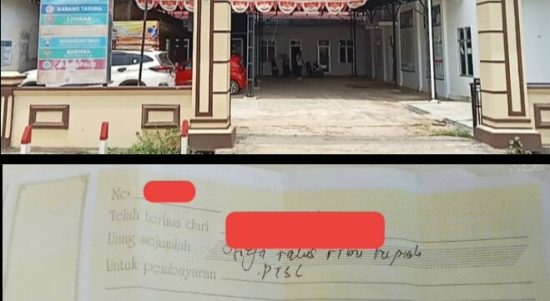 KARANG TARUNA
LINMAS
BABINSA
No
Telah terima dari
Uang sejumlah tiga ratus ribu rupiah
Untuk pembayaran PTSL